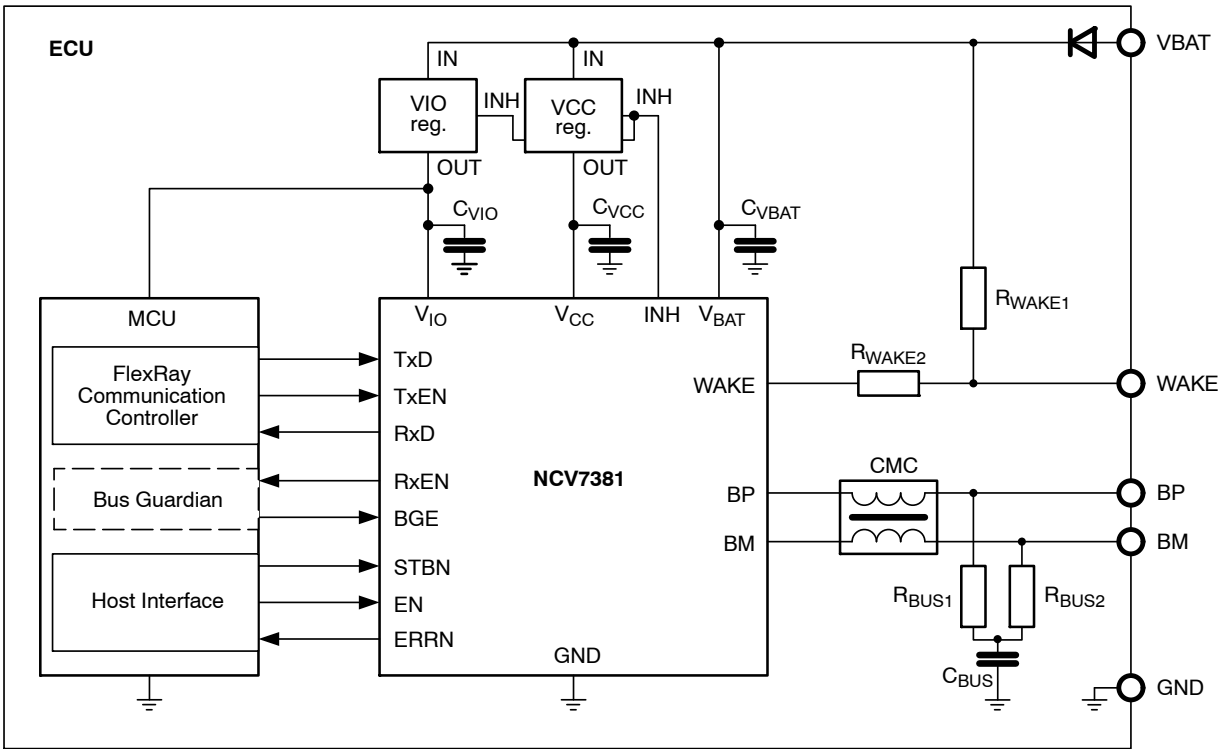 ECU
VBAT
IN
IN
VIO
reg.
INH
VCC
reg.
INH
OUT
OUT
CVIO
CVCC
CVBAT
MCU
VIO
VCC
INH
VBAT
RWAKE1
FlexRay
Communication
Controller
TxD
TxEN
RxD
WAKE
RWAKE2
WAKE
Bus Guardian
RxEN
BGE
NCV7381
CMC
BP
BM
BP
BM
Host Interface
STBN
EN
ERRN
RBUS1
RBUS2
GND
CBUS
GND